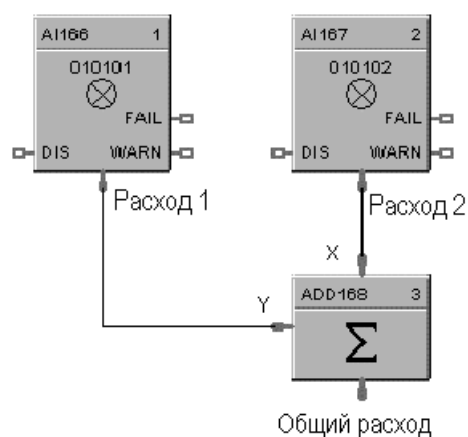 AI166 1
010101
FAIL
DIS WARN
Расход 1
AI167 2
010102
FAIL
DIS WARN
Расход 2
X
Y
ADD168 3
Σ
Общий расход